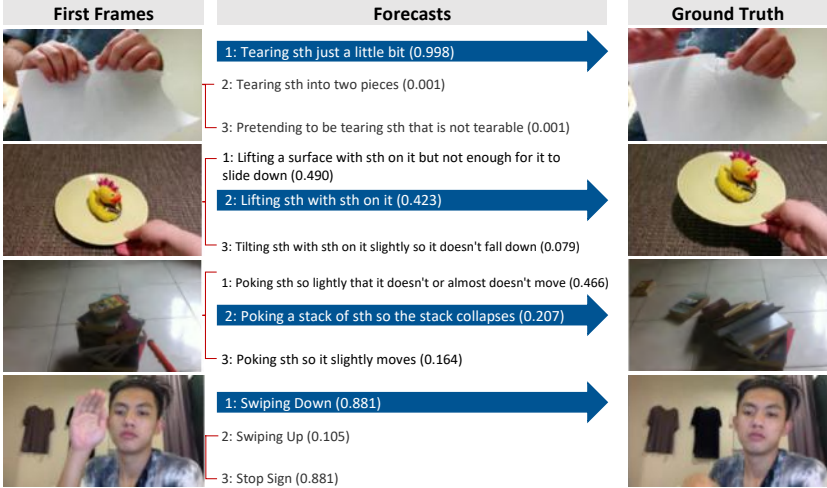 First Frames
Forecasts
Ground Truth
1: Tearing sth just a little bit (0.998)
2: Tearing sth into two pieces (0.001)
3: Pretending to be tearing sth that is not tearable (0.001)
1: Lifting a surface with sth on it but not enough for it to
slide down (0.490)
2: Lifting sth with sth on it (0.423)
3: Tilting sth with sth on it slightly so it doesn't fall down (0.079)
1: Poking sth so lightly that it doesn't or almost doesn't move (0.466)
2: Poking a stack of sth so the stack collapses (0.207)
3: Poking sth so it slightly moves (0.164)
1: Swiping Down (0.881)
2: Swiping Up (0.105)
3: Stop Sign (0.881)